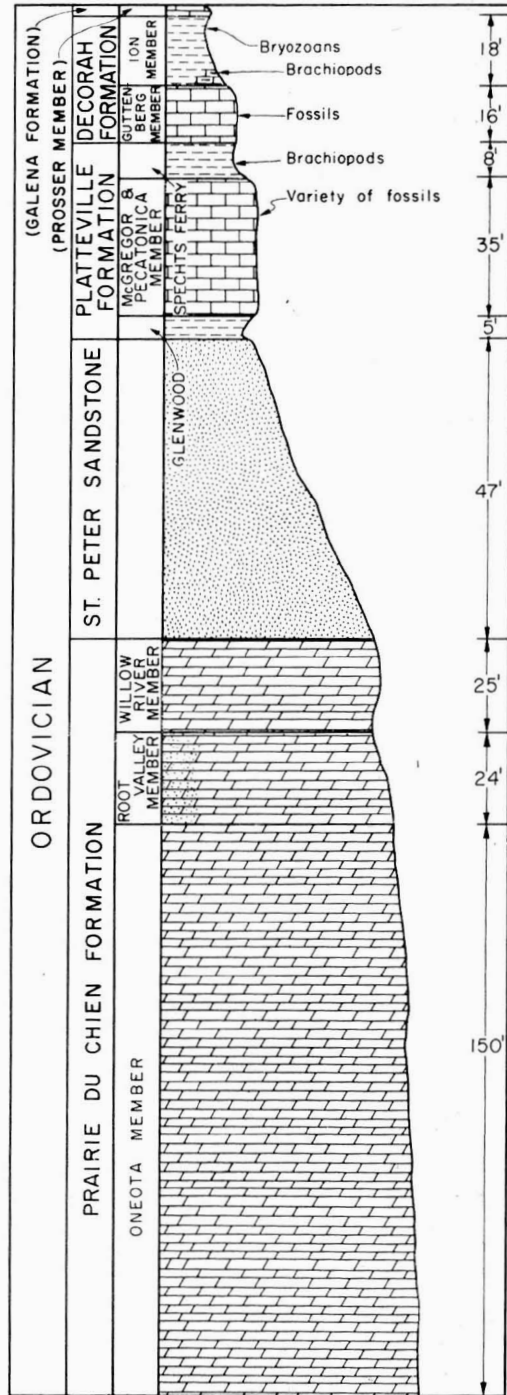 ORDOVICIAN
(GALENA FORMATION)
(PROSSER MEMBER)
DECORAH
FORMATION
ION
MEMBER
GUTTEN-
BERG
MEMBER
PLATTEVILLE
FORMATION
McGREGOR &
PECATONICA
MEMBER
SPECHTS FERRY
GLENWOOD
ST. PETER SANDSTONE
PRAIRIE DU CHIEN FORMATION
WILLOW
RIVER
MEMBER
ROOT
VALLEY
MEMBER
ONEOTA MEMBER
Bryozoans
Brachiopods
Fossils
Brachiopods
Variety of fossils
18'
16'
8'
35'
5'
47'
25'
24'
150'